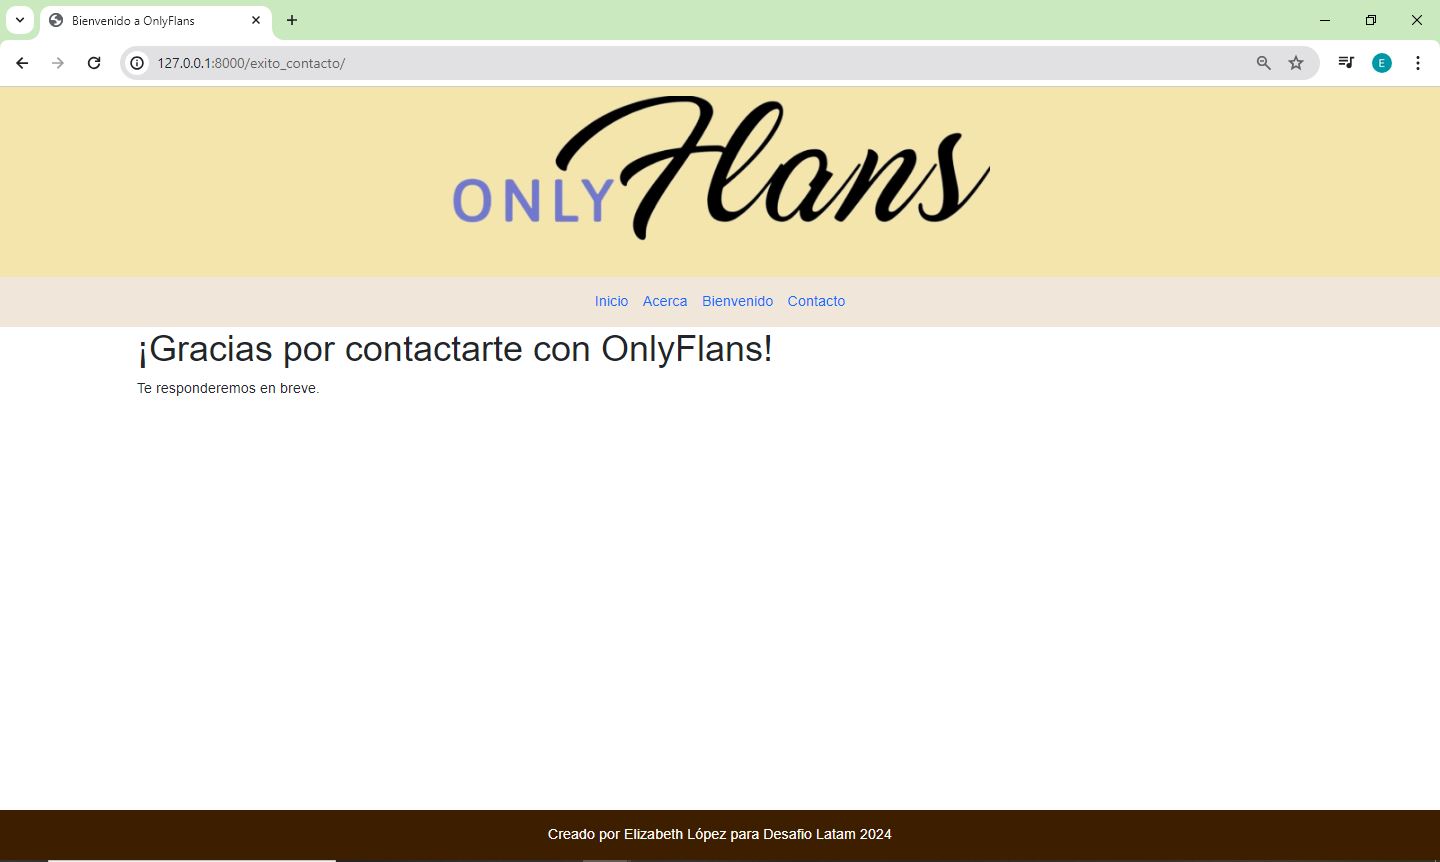 Bienvenido a OnlyFlans
127.0.0.1:8000/exito_contacto/
E
ONLY Flans
Inicio Acerca Bienvenido Contacto
¡Gracias por contactarte con OnlyFlans!
Te responderemos en breve.
Creado por Elizabeth López para Desafio Latam 2024